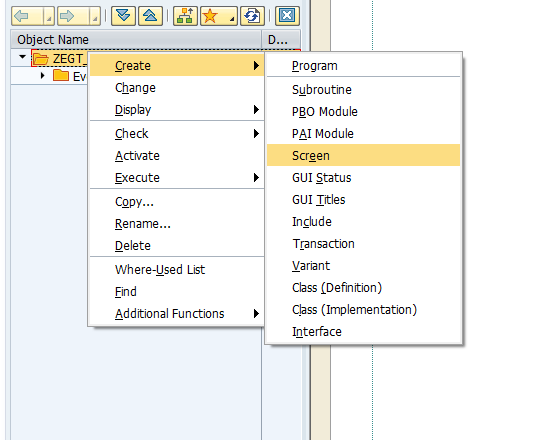 Object Name D...
ZEGT_
Ev
Create
Change
Display
Check
Activate
Execute
Copy...
Rename...
Delete
Where-Used List
Find
Additional Functions
Program
Subroutine
PBO Module
PAI Module
Screen
GUI Status
GUI Titles
Include
Transaction
Variant
Class (Definition)
Class (Implementation)
Interface